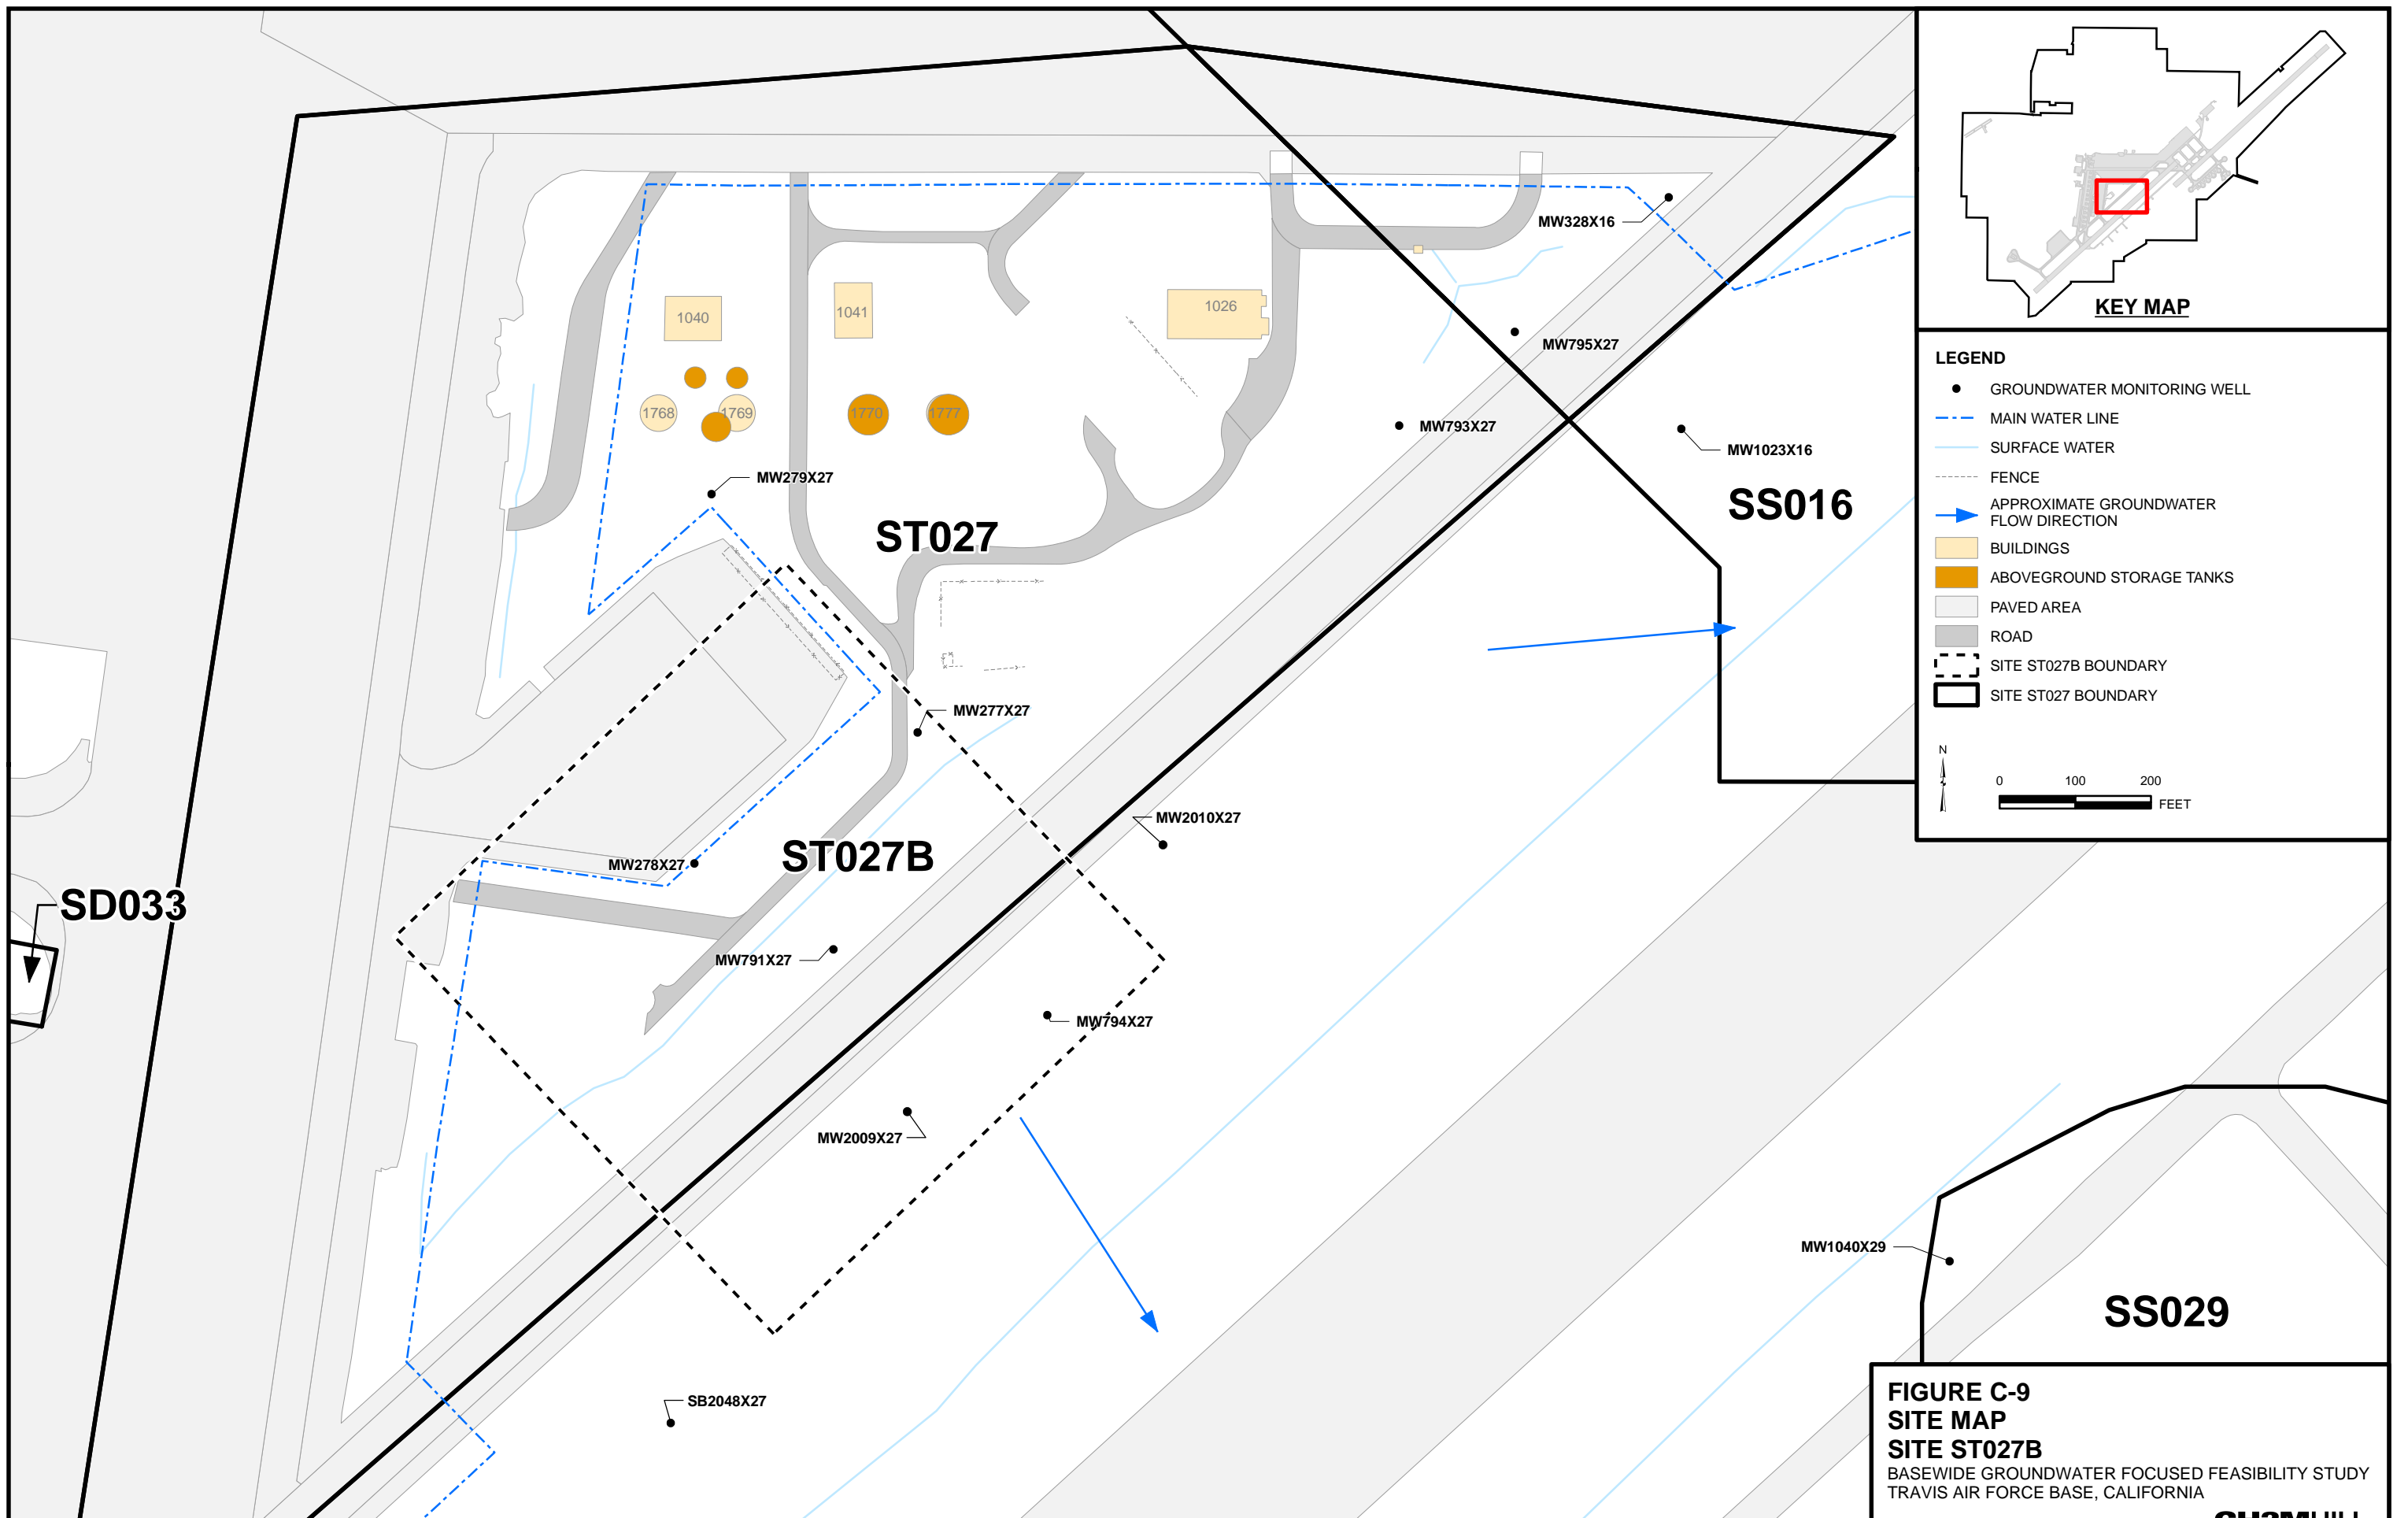 KEY MAP
LEGEND
GROUNDWATER MONITORING WELL
MAIN WATER LINE
SURFACE WATER
FENCE
APPROXIMATE GROUNDWATER
FLOW DIRECTION
BUILDINGS
ABOVEGROUND STORAGE TANKS
PAVED AREA
ROAD
SITE ST027B BOUNDARY
SITE ST027 BOUNDARY
N
0 100 200
FEET
MW328X16
1040
1041
1026
MW795X27
1768
1769
1770
1777
MW793X27
MW1023X16
MW279X27
SS016
ST027
MW277X27
MW2010X27
ST027B
MW278X27
SD033
MW791X27
MW794X27
MW2009X27
MW1040X29
SS029
SB2048X27
FIGURE C-9
SITE MAP
SITE ST027B
BASEWIDE GROUNDWATER FOCUSED FEASIBILITY STUDY
TRAVIS AIR FORCE BASE, CALIFORNIA